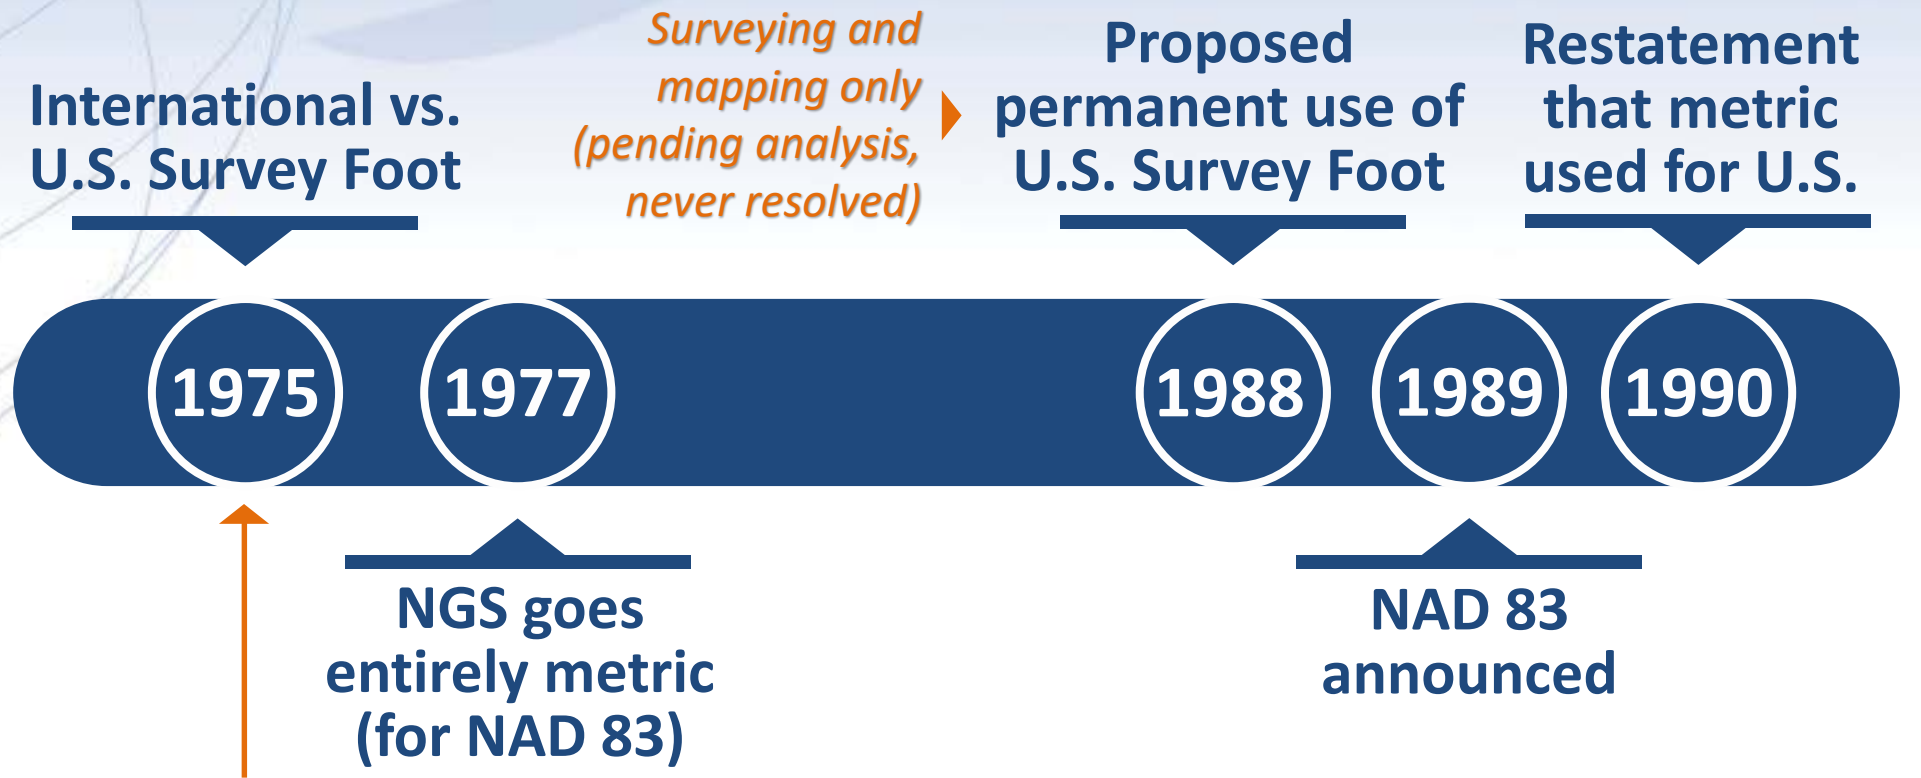 International vs.
U.S. Survey Foot
Surveying and
mapping only
(pending analysis,
never resolved)
Proposed
permanent use of
U.S. Survey Foot
Restatement
that metric
used for U.S.
1975
1977
1988
1989
1990
NGS goes
entirely metric
(for NAD 83)
NAD 83
announced